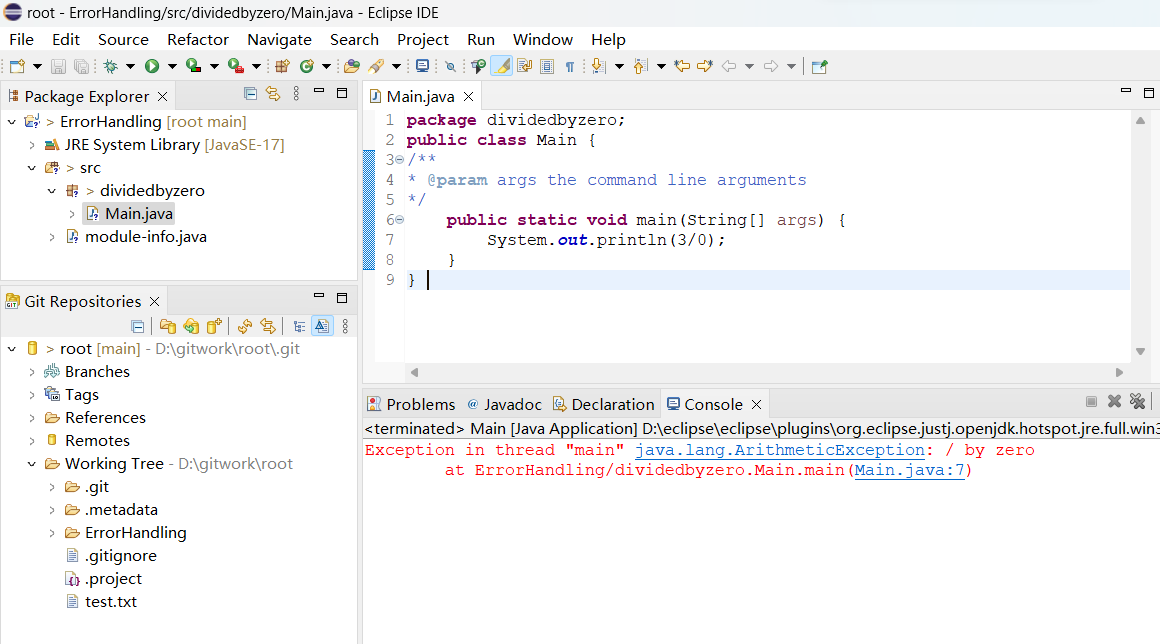 root - ErrorHandling/src/dividedbyzero/Main.java - Eclipse IDE
File Edit Source Refactor Navigate Search Project Run Window Help
Package Explorer
> ErrorHandling [root main]
JRE System Library [JavaSE-17]
> src
> dividedbyzero
Main.java
module-info.java
Git Repositories
> root [main] - D:\gitwork\root\.git
Branches
Tags
References
Remotes
Working Tree - D:\gitwork\root
.git
.metadata
ErrorHandling
.gitignore
.project
test.txt
Main.java
1 package dividedbyzero;
2 public class Main {
3 /**
4 * @param args the command line arguments
5 */
6 public static void main(String[] args) {
7 System.out.println(3/0);
8 }
9 }
Problems @ Javadoc Declaration Console
<terminated> Main [Java Application] D:\eclipse\eclipse\plugins\org.eclipse.justj.openjdk.hotspot.jre.full.win3
Exception in thread "main" java.lang.ArithmeticException: / by zero
at ErrorHandling/dividedbyzero.Main.main(Main.java:7)